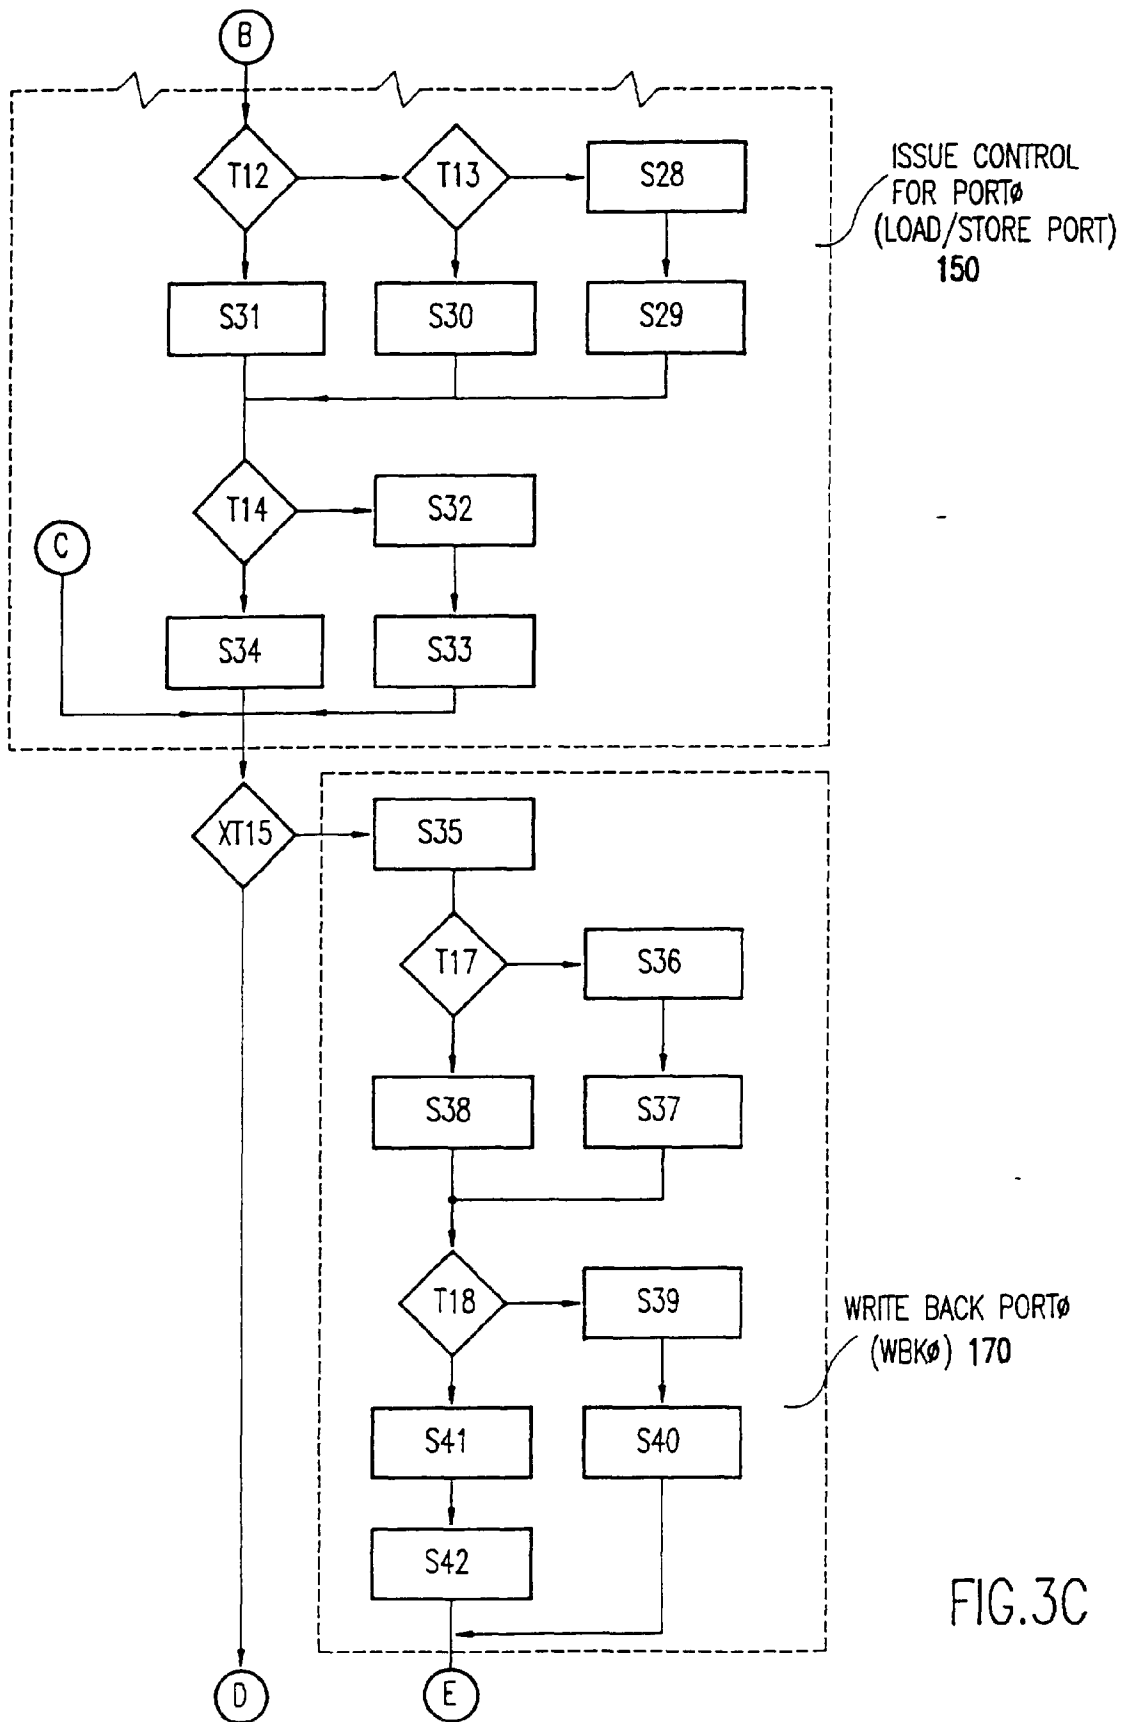 B
T12
T13
S28
ISSUE CONTROL
FOR PORTø
(LOAD/STORE PORT)
150
S31
S30
S29
T14
S32
C
S34
S33
XT15
S35
T17
S36
S38
S37
T18
S39
WRITE BACK PORTø
(WBKø) 170
S41
S40
S42
FIG.3C
D
E